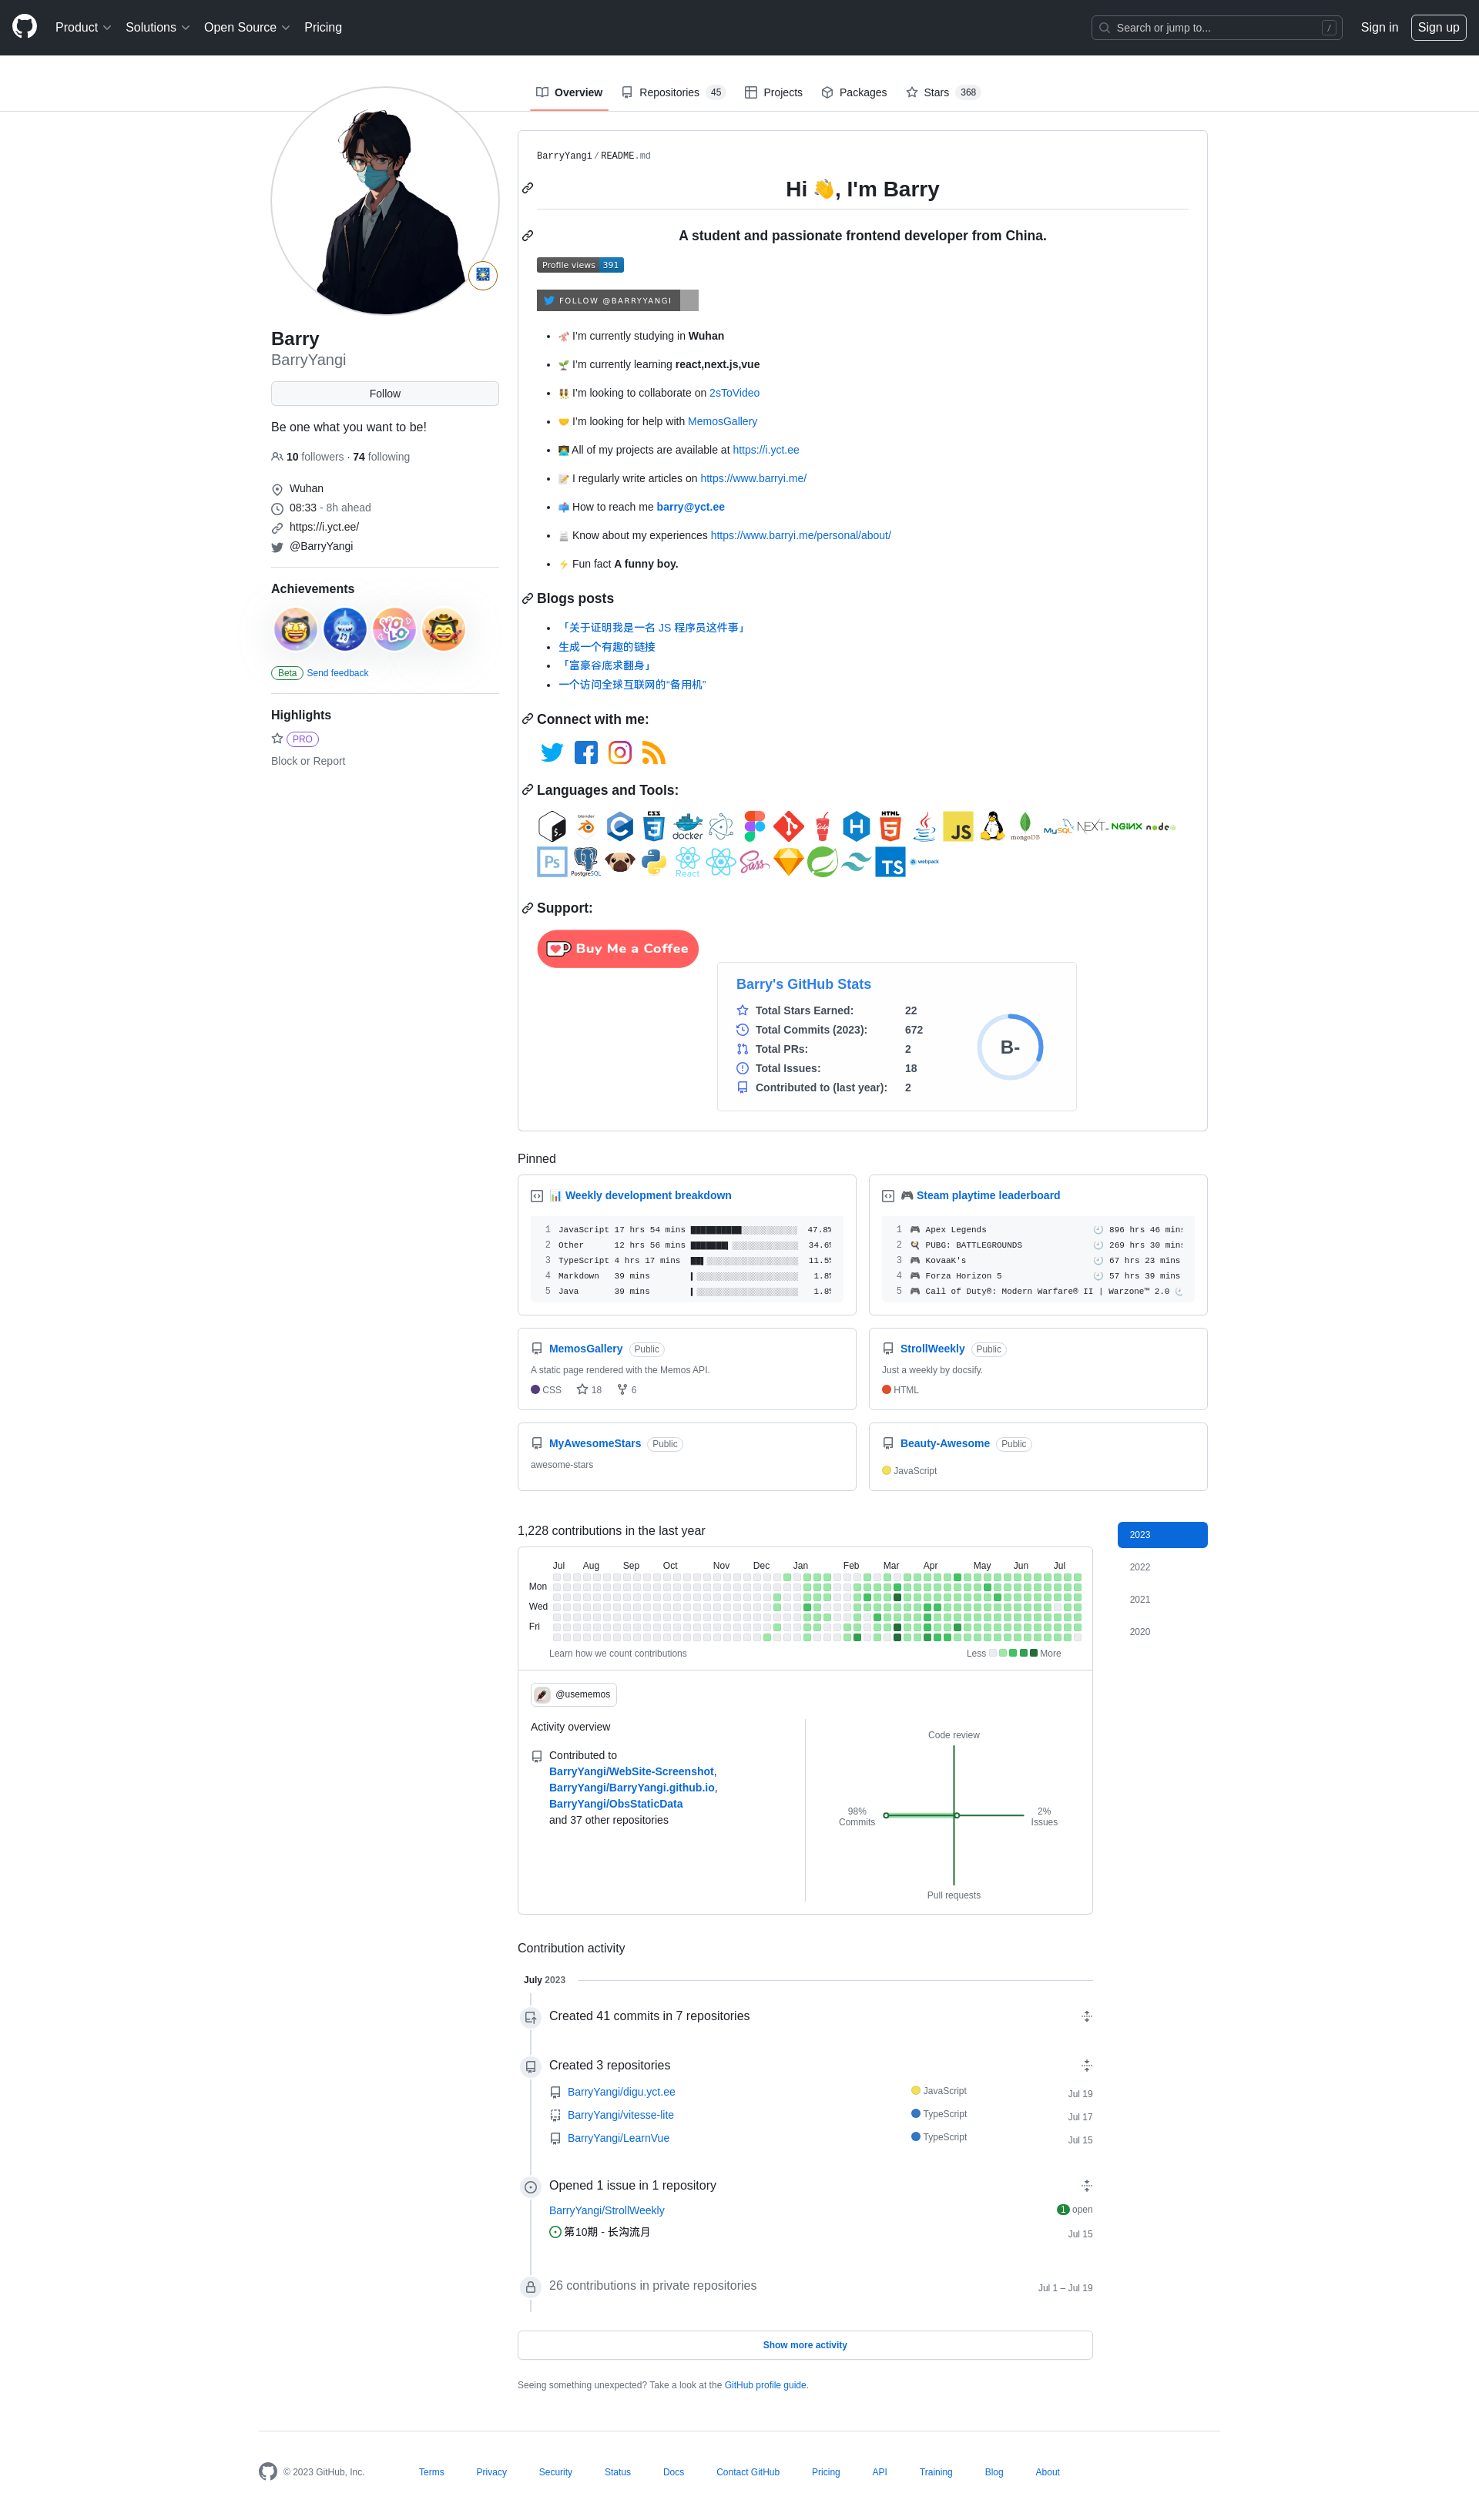 Product Solutions Open Source Pricing Search or jump to... / Sign in Sign up
Overview Repositories 45 Projects Packages Stars 368
Barry
BarryYangi
Follow
Be one what you want to be!
10 followers · 74 following
Wuhan
08:33 - 8h ahead
https://i.yct.ee/
@BarryYangi
Achievements
Beta Send feedback
Highlights
PRO
Block or Report
BarryYangi/README.md
Hi 👋, I'm Barry
A student and passionate frontend developer from China.
Profile views 391
FOLLOW @BARRYYANGI
I'm currently studying in Wuhan
🌱 I'm currently learning react,next.js,vue
👯 I'm looking to collaborate on 2sToVideo
🤝 I'm looking for help with MemosGallery
👨‍💻 All of my projects are available at https://i.yct.ee
📝 I regularly write articles on https://www.barryi.me/
📫 How to reach me barry@yct.ee
📄 Know about my experiences https://www.barryi.me/personal/about/
⚡ Fun fact A funny boy.
Blogs posts
「关于证明我是一名 JS 程序员这件事」
生成一个有趣的链接
「富豪谷底求翻身」
一个访问全球互联网的“备用机”
Connect with me:
Languages and Tools:
blender CSS docker HTML Java JS mongoDB MySQL NEXT NGINX node
Ps PostgreSQL React Sass TS webpack
Support:
Buy Me a Coffee
Barry's GitHub Stats
Total Stars Earned: 22
Total Commits (2023): 672
Total PRs: 2
Total Issues: 18
Contributed to (last year): 2
B-
Pinned
📊 Weekly development breakdown
1 JavaScript 17 hrs 54 mins 47.8%
2 Other 12 hrs 56 mins 34.6%
3 TypeScript 4 hrs 17 mins 11.5%
4 Markdown 39 mins 1.8%
5 Java 39 mins 1.8%
🎮 Steam playtime leaderboard
1 🎮 Apex Legends 🕘 896 hrs 46 mins
2 🍳 PUBG: BATTLEGROUNDS 🕘 269 hrs 30 mins
3 🎮 KovaaK's 🕘 67 hrs 23 mins
4 🎮 Forza Horizon 5 🕘 57 hrs 39 mins
5 🎮 Call of Duty®: Modern Warfare® II | Warzone™ 2.0 🕘
MemosGallery Public
A static page rendered with the Memos API.
CSS 18 6
StrollWeekly Public
Just a weekly by docsify.
HTML
MyAwesomeStars Public
awesome-stars
Beauty-Awesome Public
JavaScript
1,228 contributions in the last year
2023
2022
2021
2020
Jul Aug Sep Oct Nov Dec Jan Feb Mar Apr May Jun Jul
Mon
Wed
Fri
Learn how we count contributions Less More
@usememos
Activity overview
Contributed to
BarryYangi/WebSite-Screenshot,
BarryYangi/BarryYangi.github.io,
BarryYangi/ObsStaticData
and 37 other repositories
Code review
98%
Commits
2%
Issues
Pull requests
Contribution activity
July 2023
Created 41 commits in 7 repositories
Created 3 repositories
BarryYangi/digu.yct.ee JavaScript Jul 19
BarryYangi/vitesse-lite TypeScript Jul 17
BarryYangi/LearnVue TypeScript Jul 15
Opened 1 issue in 1 repository
BarryYangi/StrollWeekly 1 open
第10期 - 长沟流月 Jul 15
26 contributions in private repositories Jul 1 – Jul 19
Show more activity
Seeing something unexpected? Take a look at the GitHub profile guide.
© 2023 GitHub, Inc. Terms Privacy Security Status Docs Contact GitHub Pricing API Training Blog About